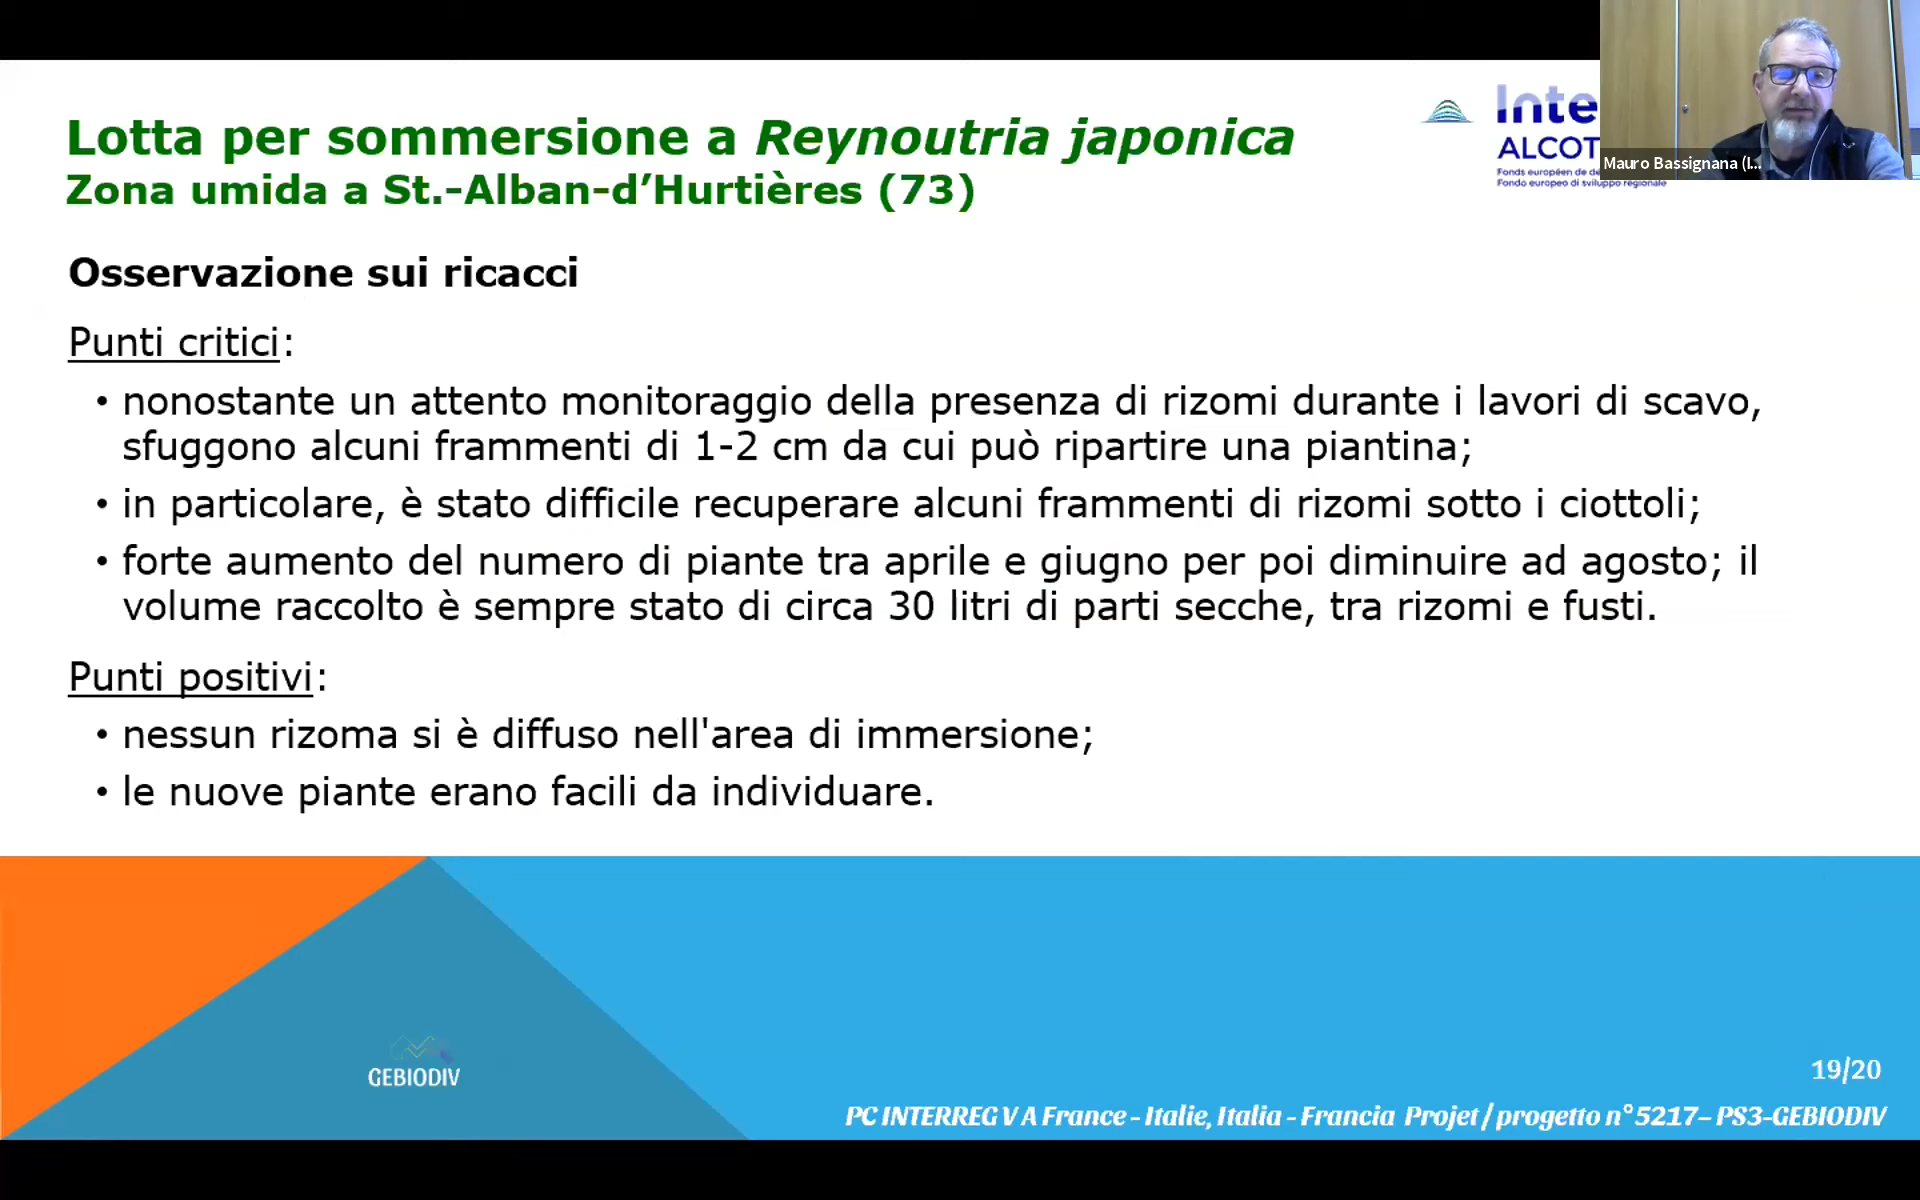 Lotta per sommersione a Reynoutria japonica
Zona umida a St.-Alban-d’Hurtières (73)
Inte
ALCOT
Fonds européen de dé
Fondo europeo di sviluppo regionale
Mauro Bassignana (I...
Osservazione sui ricacci
Punti critici:
• nonostante un attento monitoraggio della presenza di rizomi durante i lavori di scavo,
sfuggono alcuni frammenti di 1-2 cm da cui può ripartire una piantina;
• in particolare, è stato difficile recuperare alcuni frammenti di rizomi sotto i ciottoli;
• forte aumento del numero di piante tra aprile e giugno per poi diminuire ad agosto; il
volume raccolto è sempre stato di circa 30 litri di parti secche, tra rizomi e fusti.
Punti positivi:
• nessun rizoma si è diffuso nell'area di immersione;
• le nuove piante erano facili da individuare.
GEBIODIV
19/20
PC INTERREG V A France - Italie, Italia - Francia Projet / progetto n° 5217– PS3-GEBIODIV